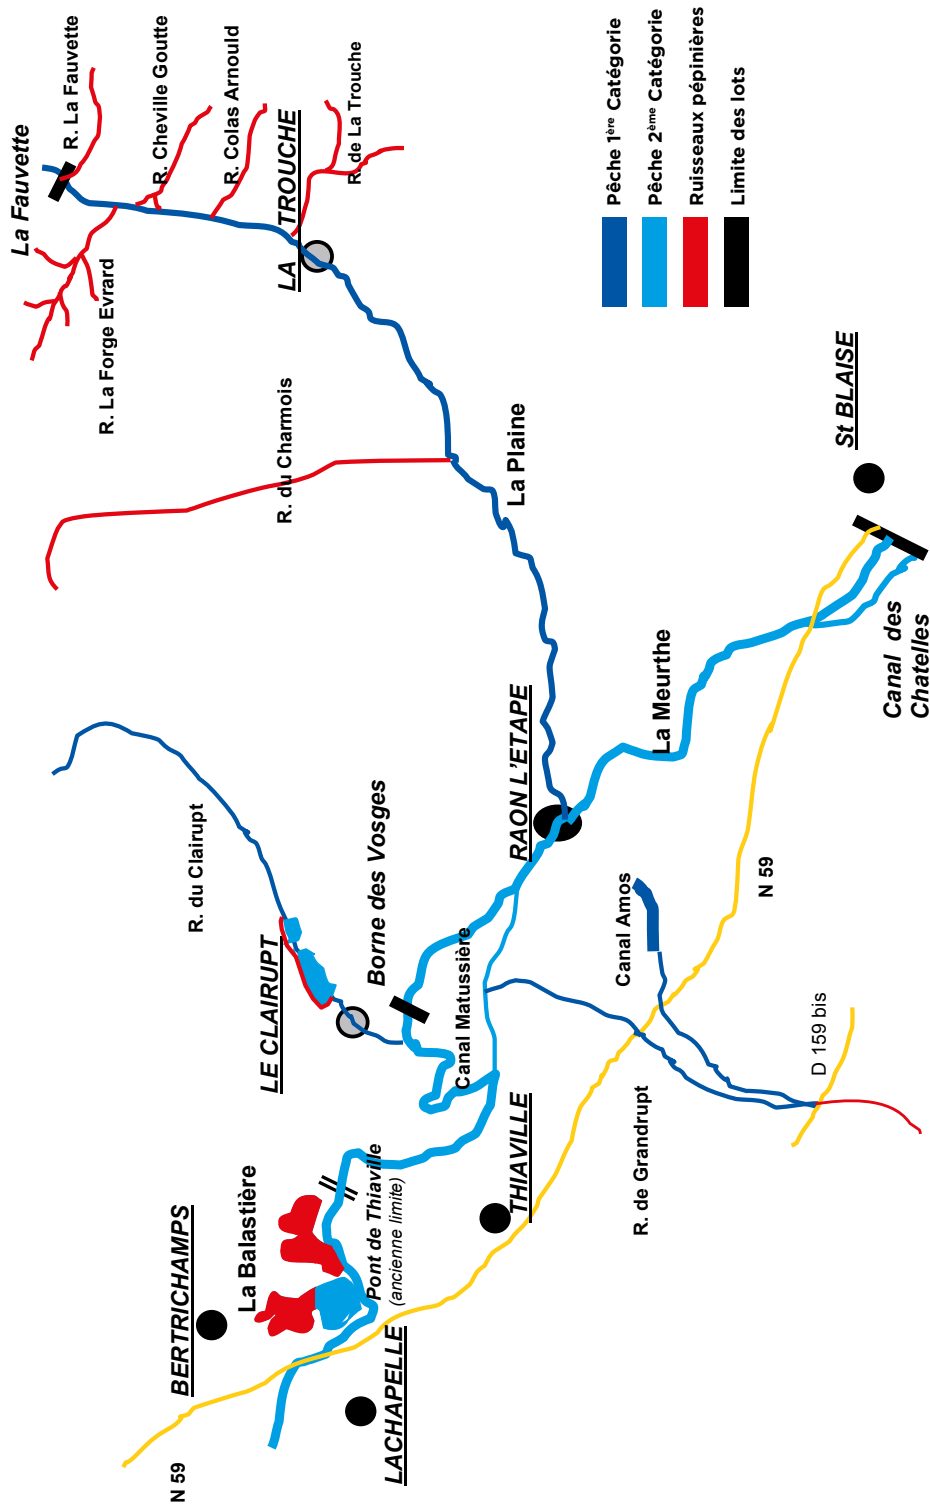 N 59
BERTRICHAMPS
La Balastière
LACHAPELLE
Pont de Thiaville
(ancienne limite)
THIAVILLE
LE CLAIRUPT
R. du Clairupt
Borne des Vosges
Canal Matussière
R. de Grandrupt
D 159 bis
Canal Amos
N 59
RAON L'ETAPE
La Meurthe
Canal des
Chatelles
St BLAISE
La Plaine
R. du Charmois
R. La Forge Evrard
La Fauvette
R. La Fauvette
R. Cheville Goutte
R. Colas Arnould
LA TROUCHE
R. de La Trouche
Pêche 1ère Catégorie
Pêche 2ème Catégorie
Ruisseaux pépinières
Limite des lots